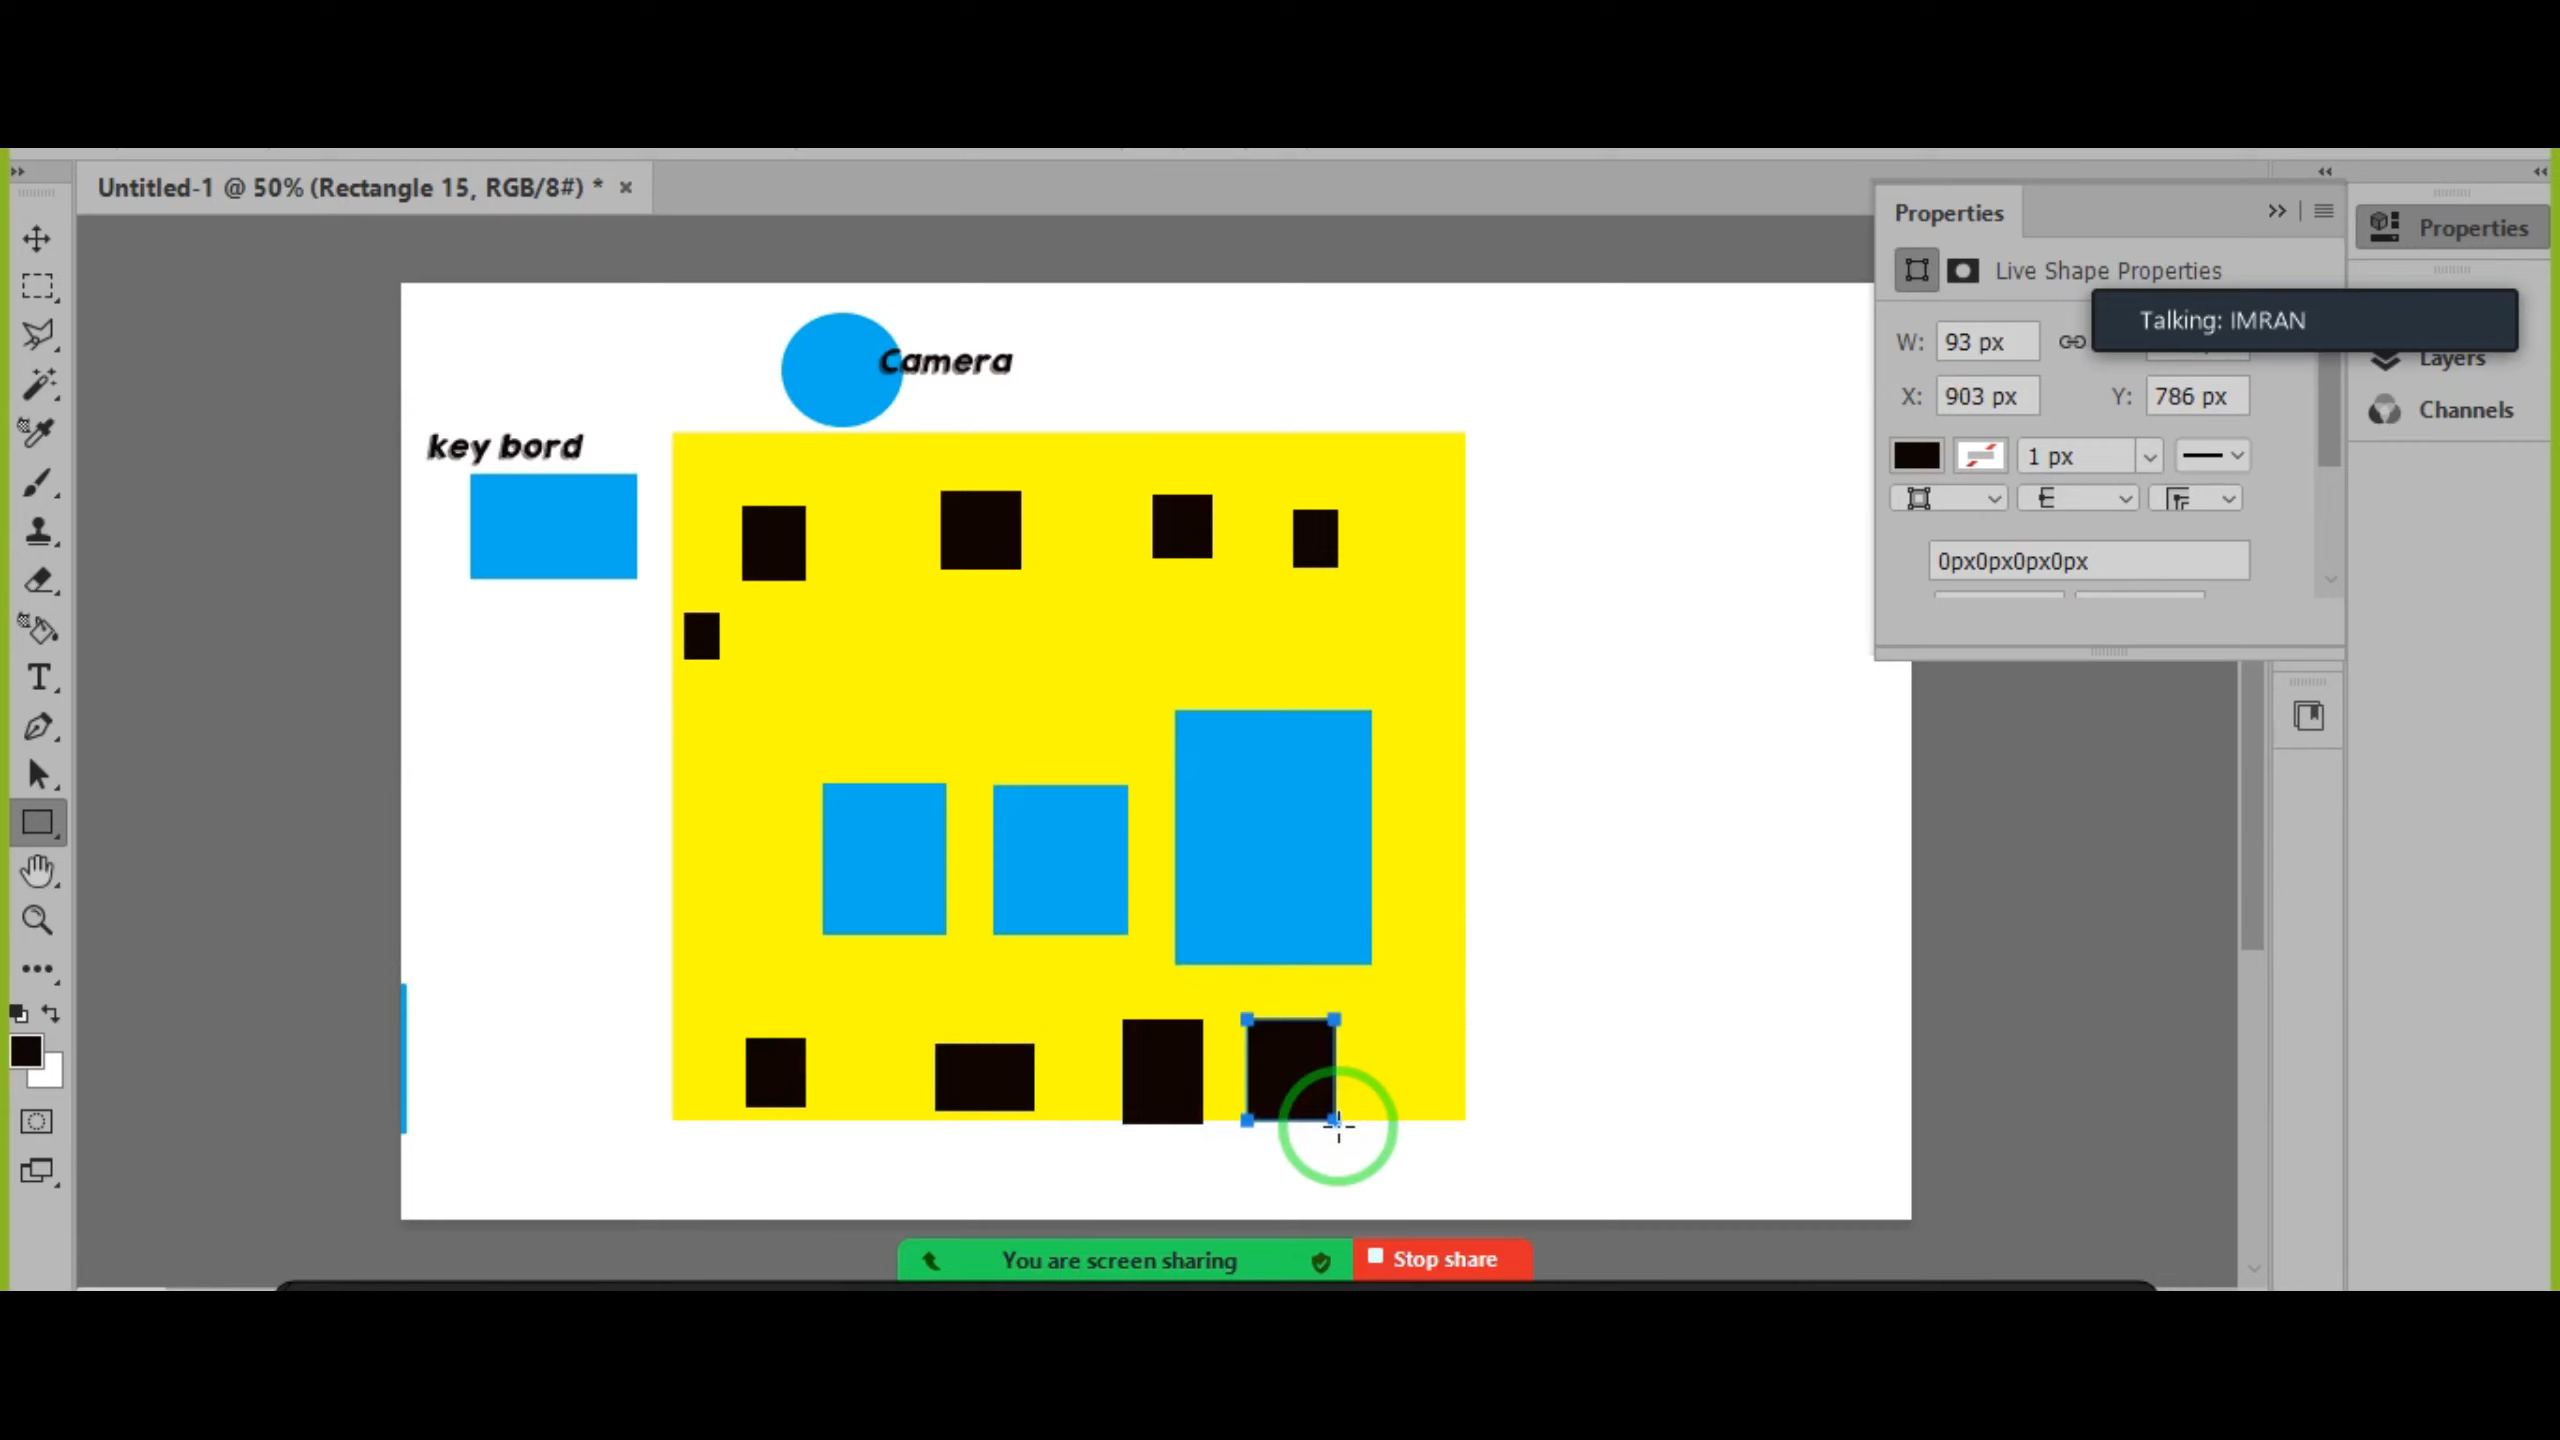 Untitled-1 @ 50% (Rectangle 15, RGB/8#) * ×
Properties
Properties
Live Shape Properties
Talking: IMRAN
W: 93 px
Layers
X: 903 px Y: 786 px
Channels
1 px
0px0px0px0px
Camera
key bord
T
You are screen sharing
Stop share